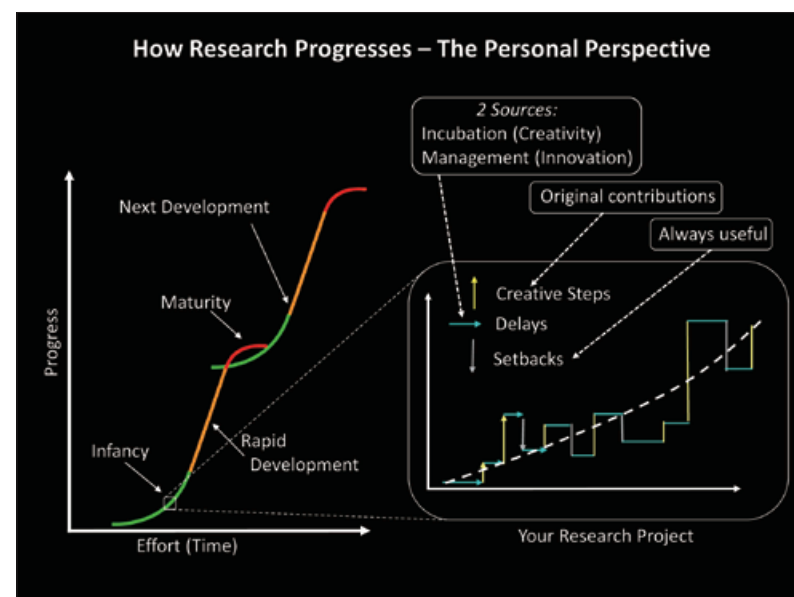 How Research Progresses – The Personal Perspective
2 Sources:
Incubation (Creativity)
Management (Innovation)
Original contributions
Always useful
Next Development
Maturity
Infancy
Rapid
Development
Progress
Effort (Time)
Creative Steps
Delays
Setbacks
Your Research Project